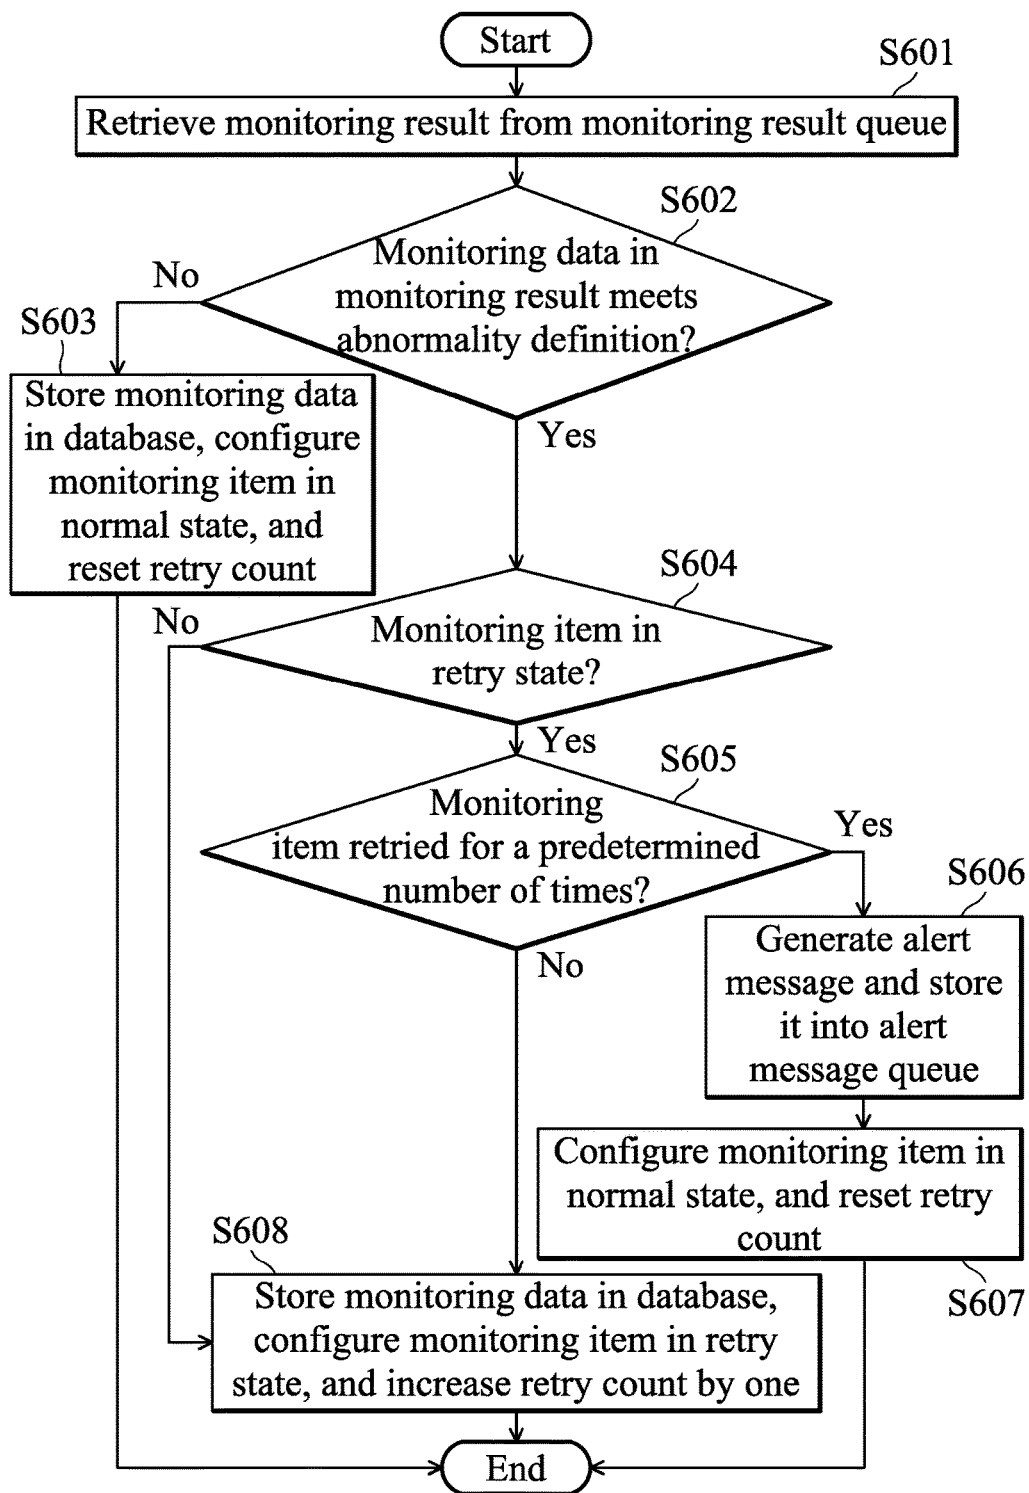 Start
S601
Retrieve monitoring result from monitoring result queue
S602
Monitoring data in
monitoring result meets
abnormality definition?
No
Yes
S603
Store monitoring data
in database, configure
monitoring item in
normal state, and
reset retry count
S604
Monitoring item in
retry state?
No
Yes
S605
Monitoring
item retried for a predetermined
number of times?
Yes
No
S606
Generate alert
message and store
it into alert
message queue
Configure monitoring item in
normal state, and reset retry
count
S607
S608
Store monitoring data in database,
configure monitoring item in retry
state, and increase retry count by one
End